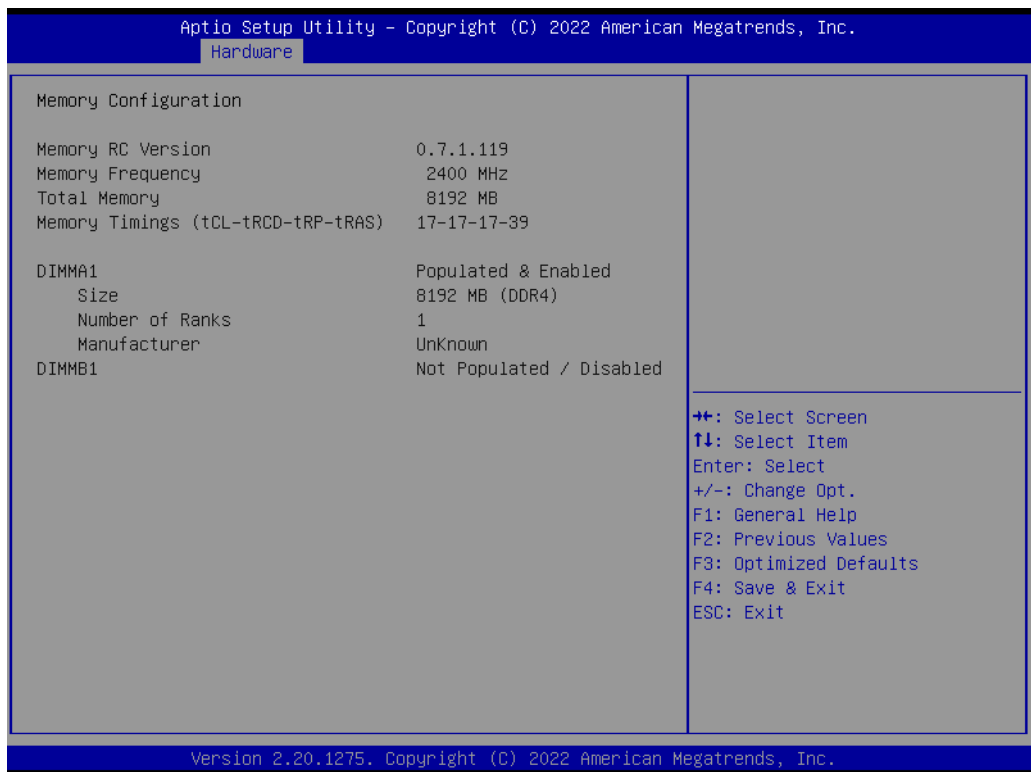 Aptio Setup Utility – Copyright (C) 2022 American Megatrends, Inc.
Hardware
Memory Configuration
Memory RC Version 0.7.1.119
Memory Frequency 2400 MHz
Total Memory 8192 MB
Memory Timings (tCL-tRCD-tRP-tRAS) 17-17-17-39
DIMMA1 Populated & Enabled
Size 8192 MB (DDR4)
Number of Ranks 1
Manufacturer UnKnown
DIMMB1 Not Populated / Disabled
→←: Select Screen
↑↓: Select Item
Enter: Select
+/-: Change Opt.
F1: General Help
F2: Previous Values
F3: Optimized Defaults
F4: Save & Exit
ESC: Exit
Version 2.20.1275. Copyright (C) 2022 American Megatrends, Inc.